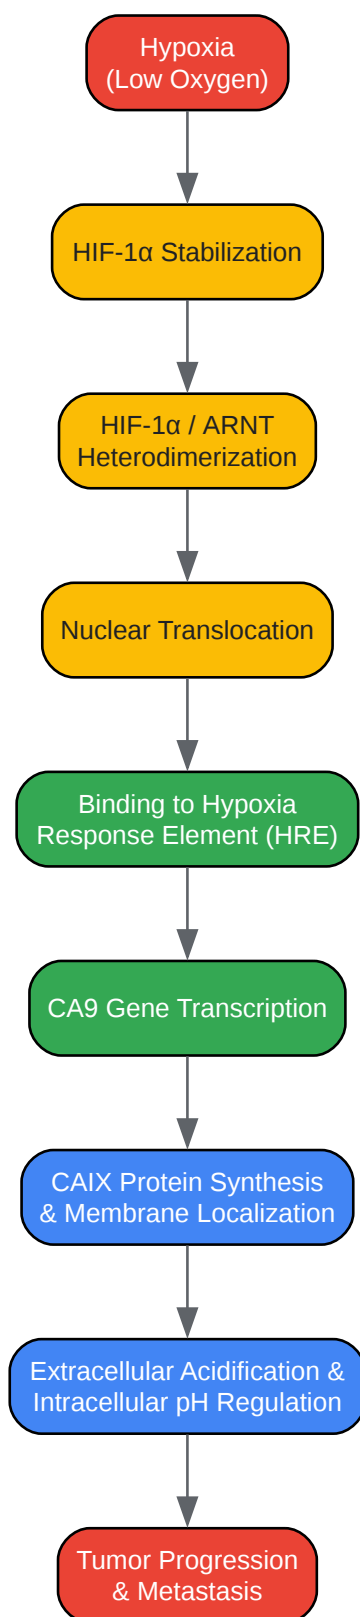 Hypoxia
(Low Oxygen)
HIF-1α Stabilization
HIF-1α / ARNT
Heterodimerization
Nuclear Translocation
Binding to Hypoxia
Response Element (HRE)
CA9 Gene Transcription
CAIX Protein Synthesis
& Membrane Localization
Extracellular Acidification &
Intracellular pH Regulation
Tumor Progression
& Metastasis